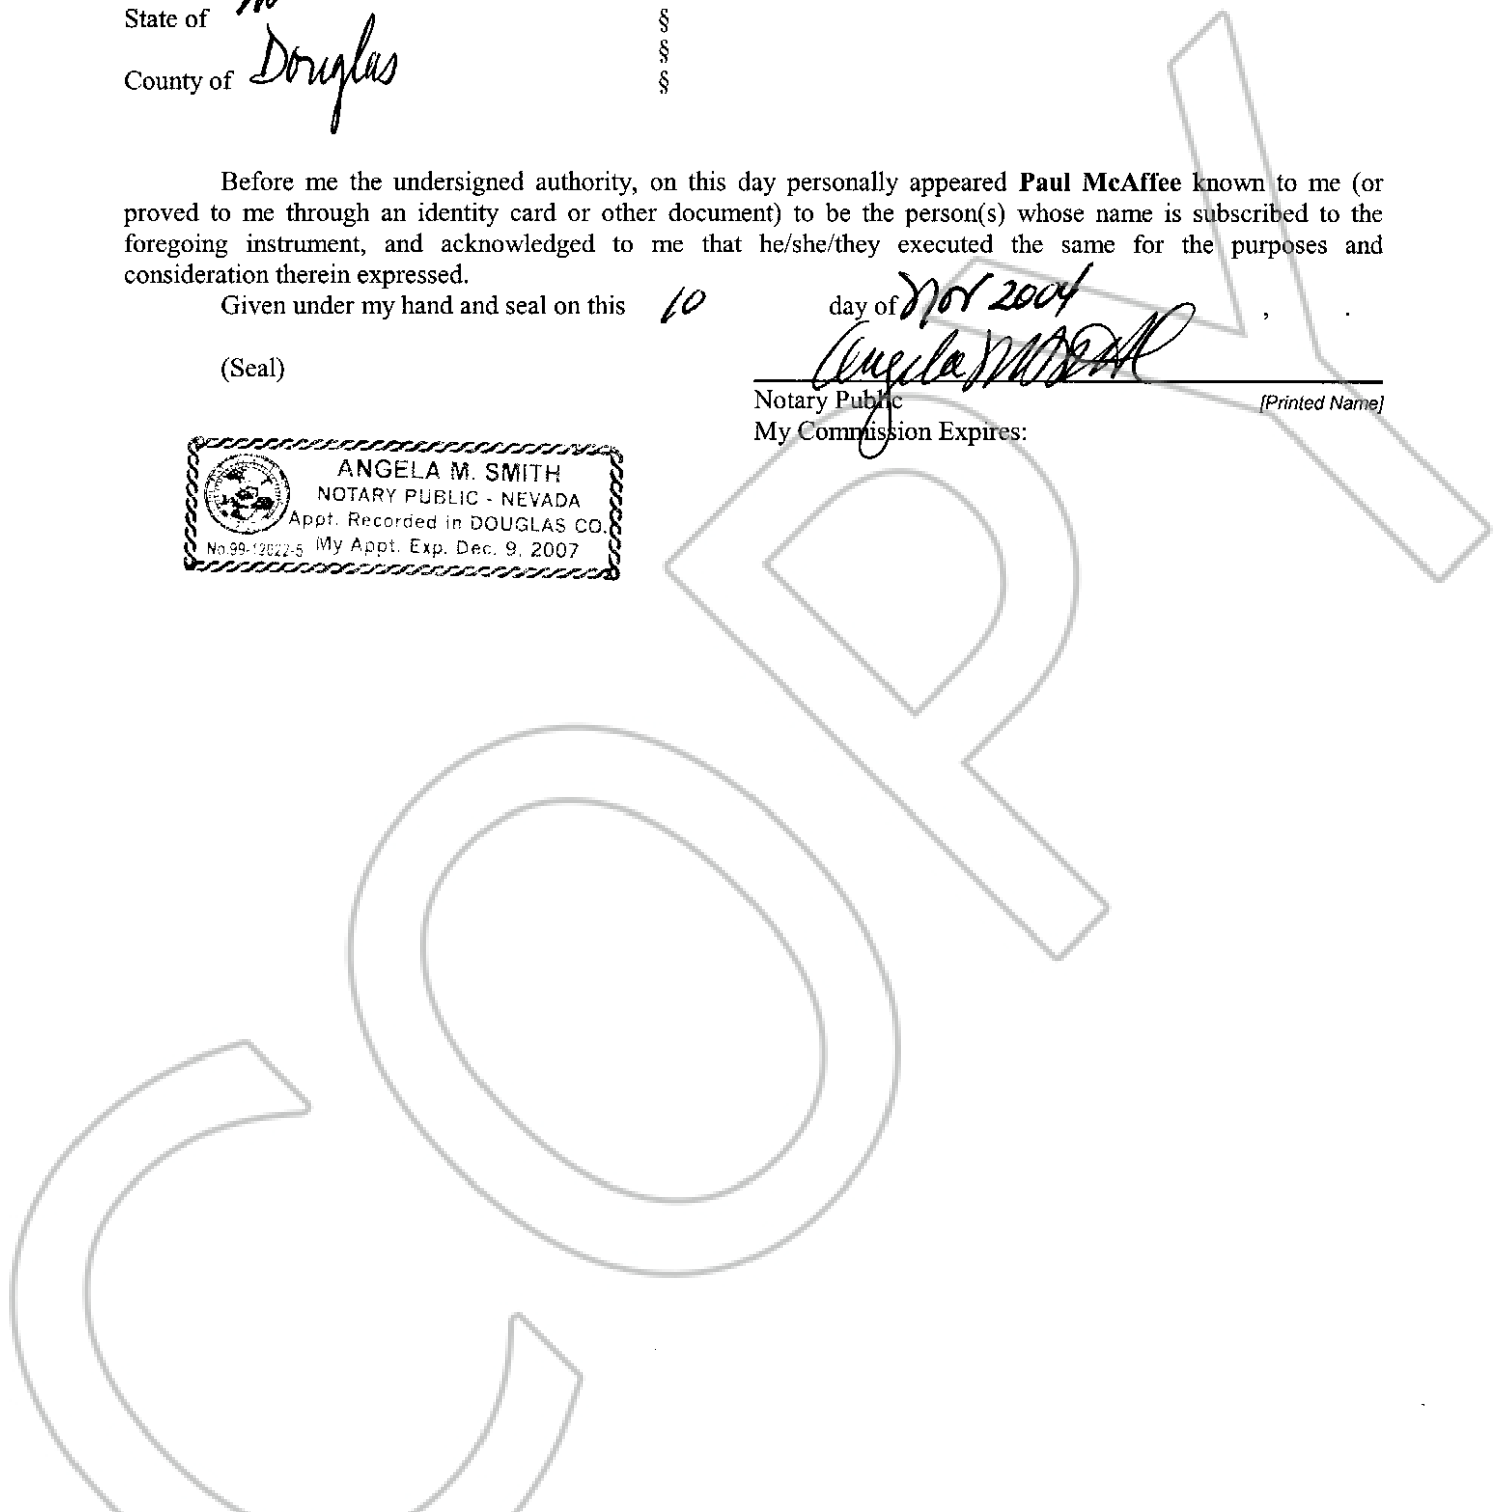 State of §
§
County of Douglas §
Before me the undersigned authority, on this day personally appeared Paul McAffee known to me (or
proved to me through an identity card or other document) to be the person(s) whose name is subscribed to the
foregoing instrument, and acknowledged to me that he/she/they executed the same for the purposes and
consideration therein expressed.
Given under my hand and seal on this 10 day of Nov 2004 , .
(Seal)
Angela M
Notary Public [Printed Name]
My Commission Expires:
ANGELA M. SMITH
NOTARY PUBLIC - NEVADA
Appt. Recorded in DOUGLAS CO.
My Appt. Exp. Dec. 9, 2007
COPY